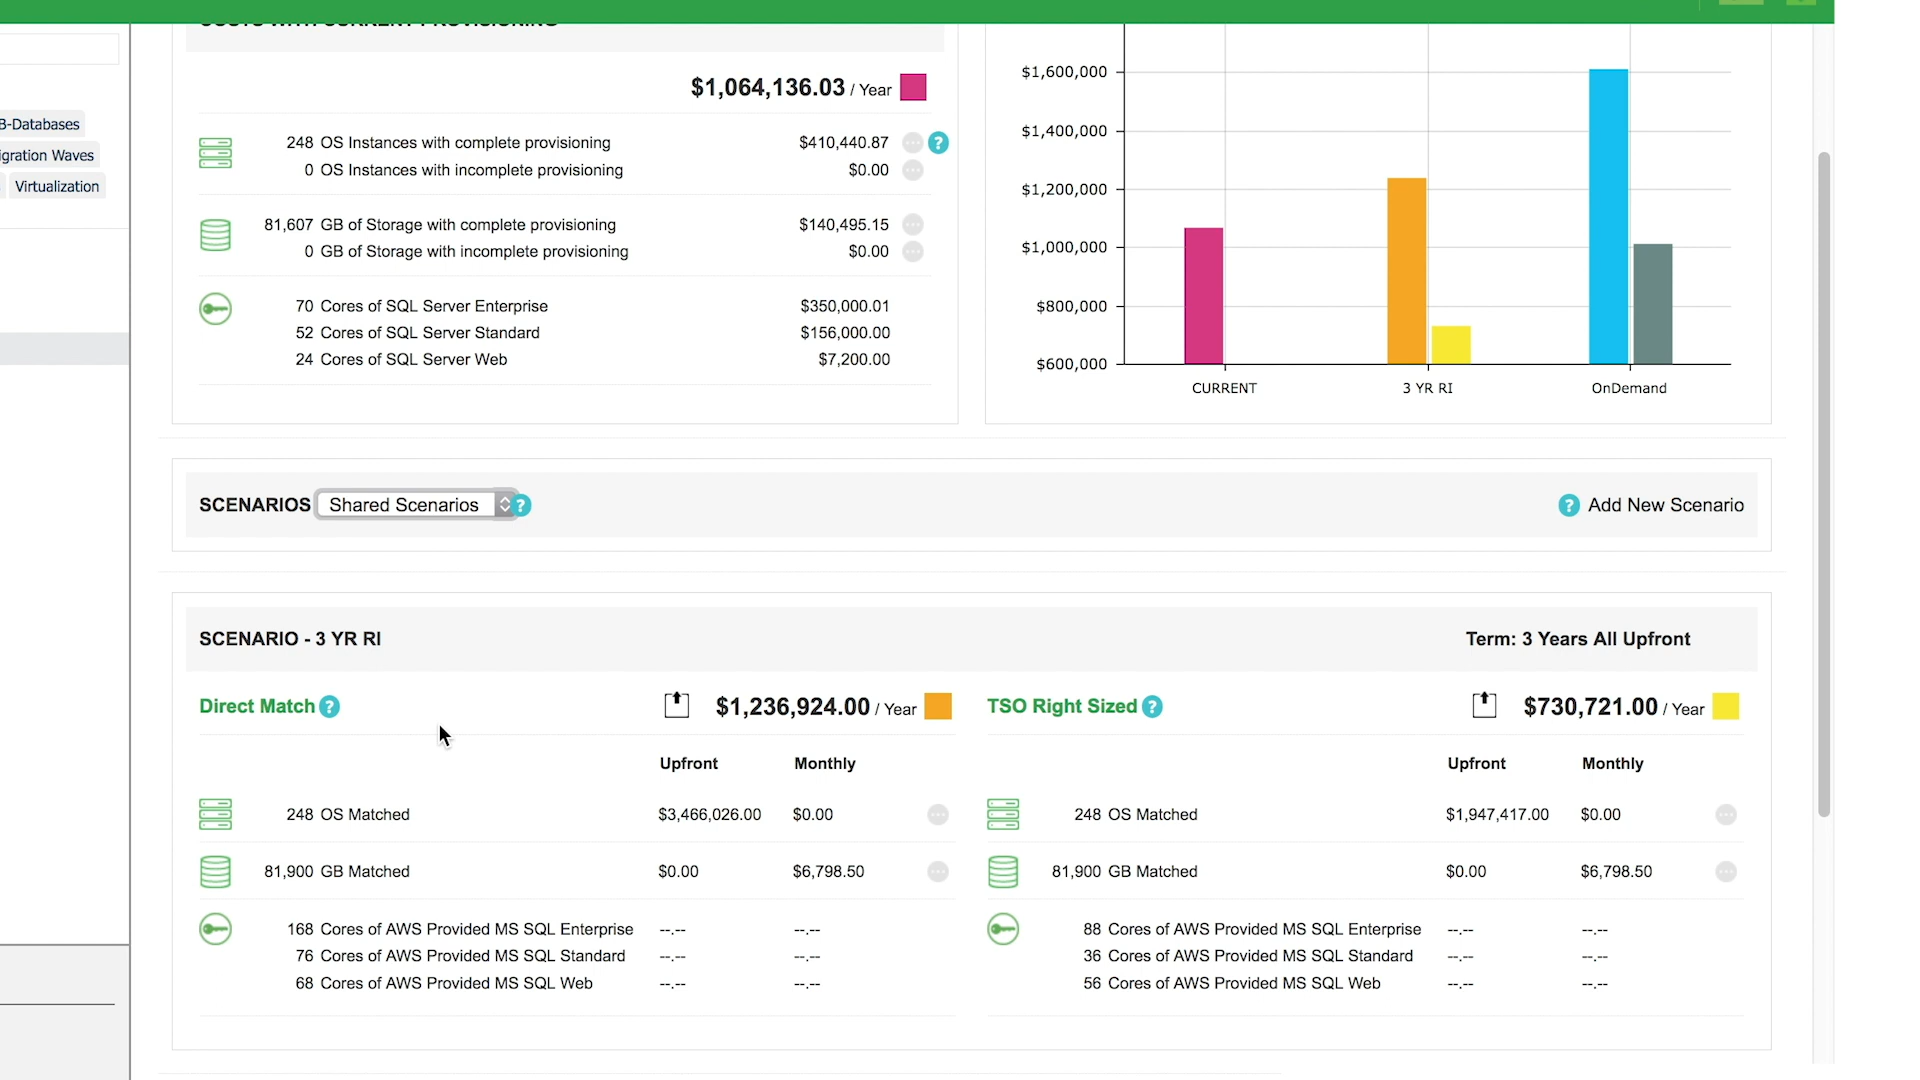 COSTS WITH CURRENT PROVISIONING
B-Databases
igration Waves
Virtualization
$1,064,136.03 / Year
248 OS Instances with complete provisioning $410,440.87 ?
0 OS Instances with incomplete provisioning $0.00
81,607 GB of Storage with complete provisioning $140,495.15
0 GB of Storage with incomplete provisioning $0.00
70 Cores of SQL Server Enterprise $350,000.01
52 Cores of SQL Server Standard $156,000.00
24 Cores of SQL Server Web $7,200.00
$1,600,000
$1,400,000
$1,200,000
$1,000,000
$800,000
$600,000
CURRENT 3 YR RI OnDemand
SCENARIOS Shared Scenarios ? ? Add New Scenario
SCENARIO - 3 YR RI Term: 3 Years All Upfront
Direct Match ? $1,236,924.00 / Year
Upfront Monthly
248 OS Matched $3,466,026.00 $0.00
81,900 GB Matched $0.00 $6,798.50
168 Cores of AWS Provided MS SQL Enterprise --.-- --.--
76 Cores of AWS Provided MS SQL Standard --.-- --.--
68 Cores of AWS Provided MS SQL Web --.-- --.--
TSO Right Sized ? $730,721.00 / Year
Upfront Monthly
248 OS Matched $1,947,417.00 $0.00
81,900 GB Matched $0.00 $6,798.50
88 Cores of AWS Provided MS SQL Enterprise --.-- --.--
36 Cores of AWS Provided MS SQL Standard --.-- --.--
56 Cores of AWS Provided MS SQL Web --.-- --.--